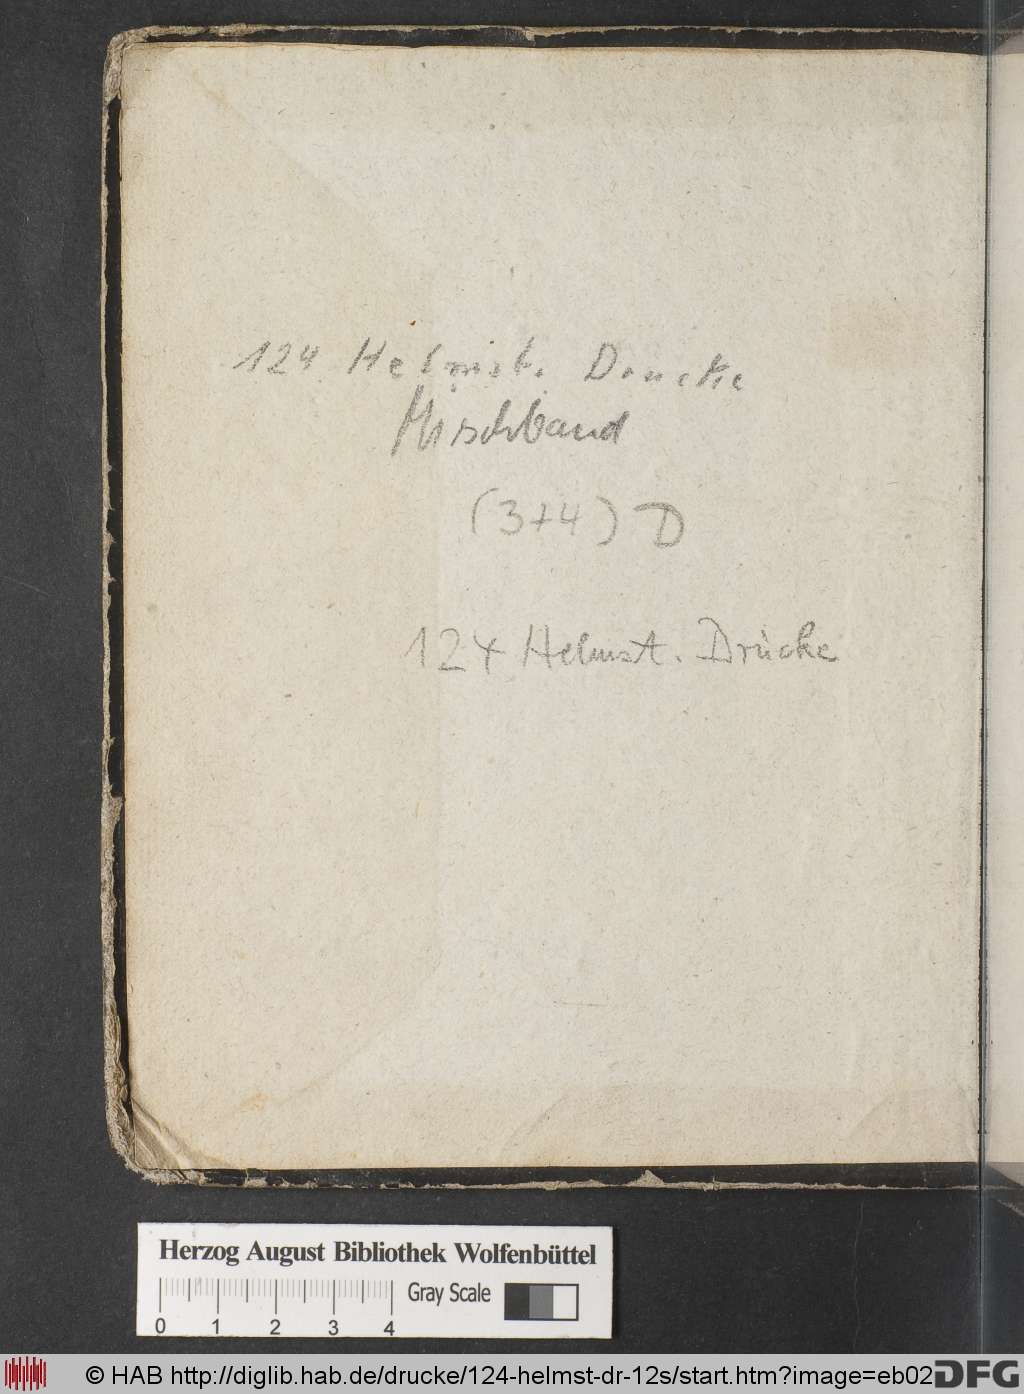 124 Helmst. Drucke
Mischband
(3+4) D
124 Helmst. Drucke
Herzog August Bibliothek Wolfenbüttel
0 1 2 3 4
Gray Scale
© HAB http://diglib.hab.de/drucke/124-helmst-dr-12s/start.htm?image=eb02
DFG